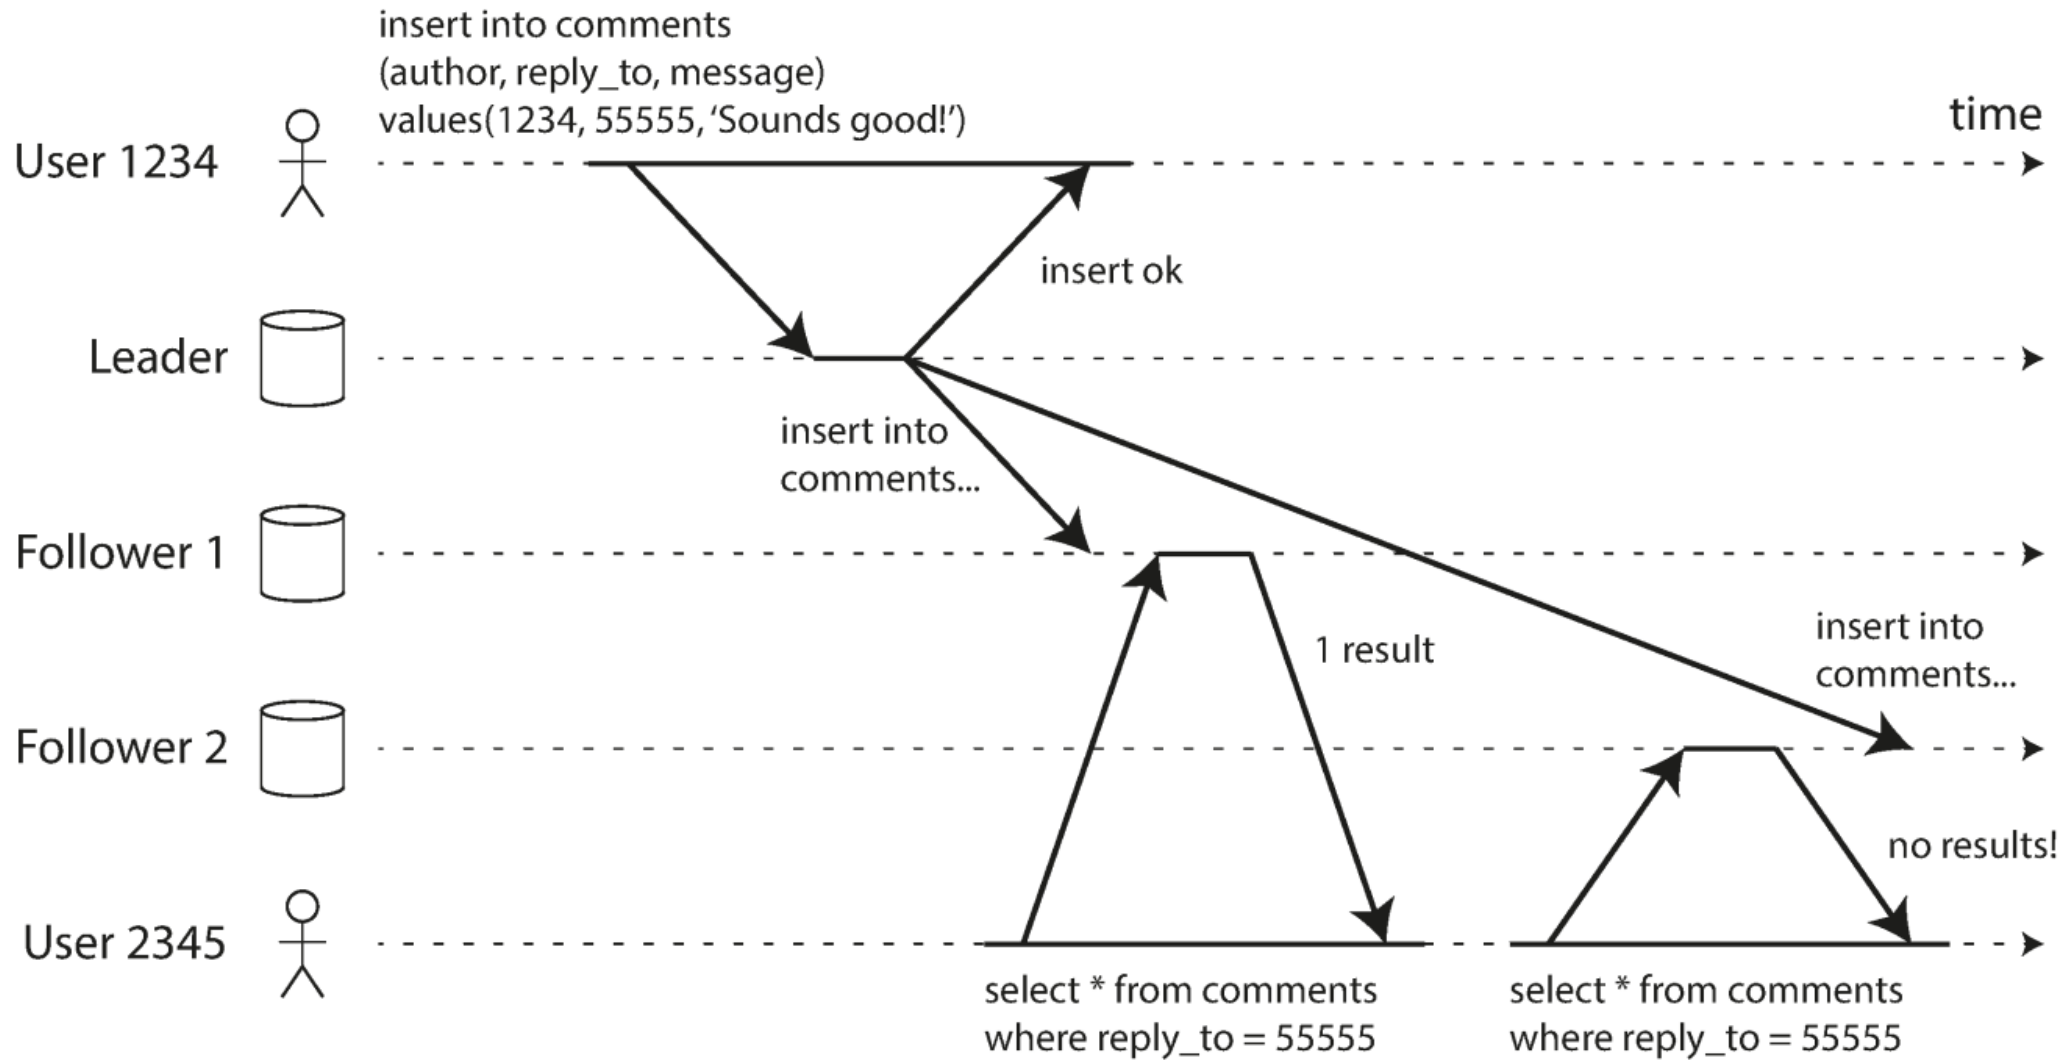 insert into comments
(author, reply_to, message)
values(1234, 55555, ‘Sounds good!’)
time
User 1234
insert ok
Leader
insert into
comments...
Follower 1
1 result
insert into
comments...
Follower 2
no results!
User 2345
select * from comments
where reply_to = 55555
select * from comments
where reply_to = 55555